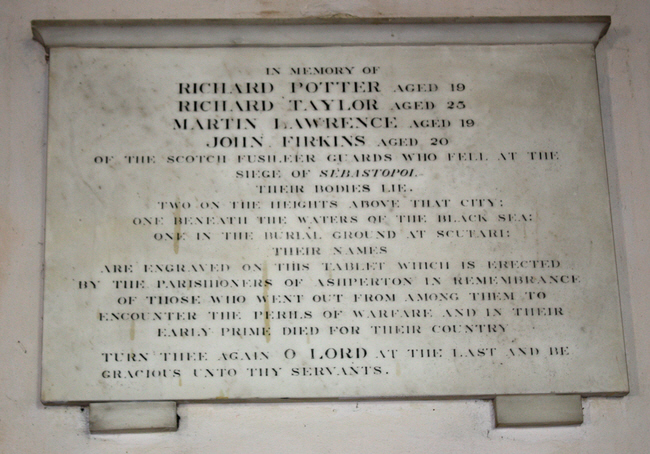 IN MEMORY OF
RICHARD POTTER AGED 19
RICHARD TAYLOR AGED 25
MARTIN LAWRENCE AGED 19
JOHN FIRKINS AGED 20
OF THE SCOTCH FUSILEER GUARDS WHO FELL AT THE
SIEGE OF SEBASTOPOL
THEIR BODIES LIE.
TWO ON THE HEIGHTS ABOVE THAT CITY:
ONE BENEATH THE WATERS OF THE BLACK SEA:
ONE IN THE BURIAL GROUND AT SCUTARI:
THEIR NAMES
ARE ENGRAVED ON THIS TABLET WHICH IS ERECTED
BY THE PARISHIONERS OF ASHPERTON IN REMEMBRANCE
OF THOSE WHO WENT OUT FROM AMONG THEM TO
ENCOUNTER THE PERILS OF WARFARE AND IN THEIR
EARLY PRIME DIED FOR THEIR COUNTRY
TURN THEE AGAIN O LORD AT THE LAST AND BE
GRACIOUS UNTO THY SERVANTS.